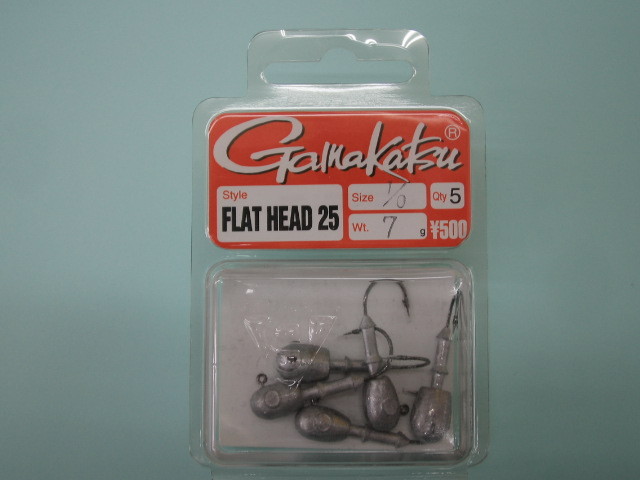 Gamakatsu ®
Style
FLAT HEAD 25
Size 1/0
Qty 5
Wt. 7 g
¥500